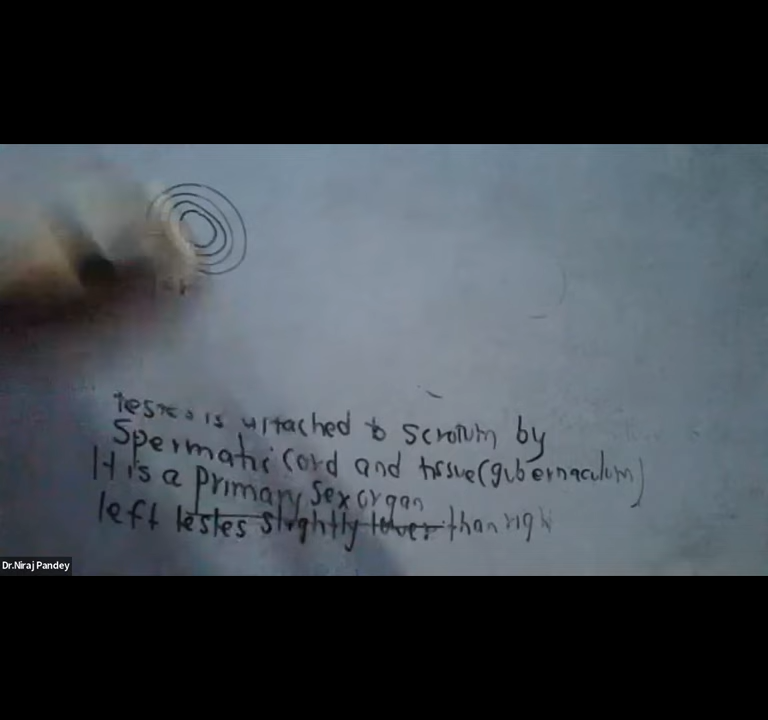 testes is attached to scrotum by
Spermatic Cord and tissue (gubernaculum)
It is a primary sex organ
left testes slightly lower than righ
Dr.Niraj Pandey